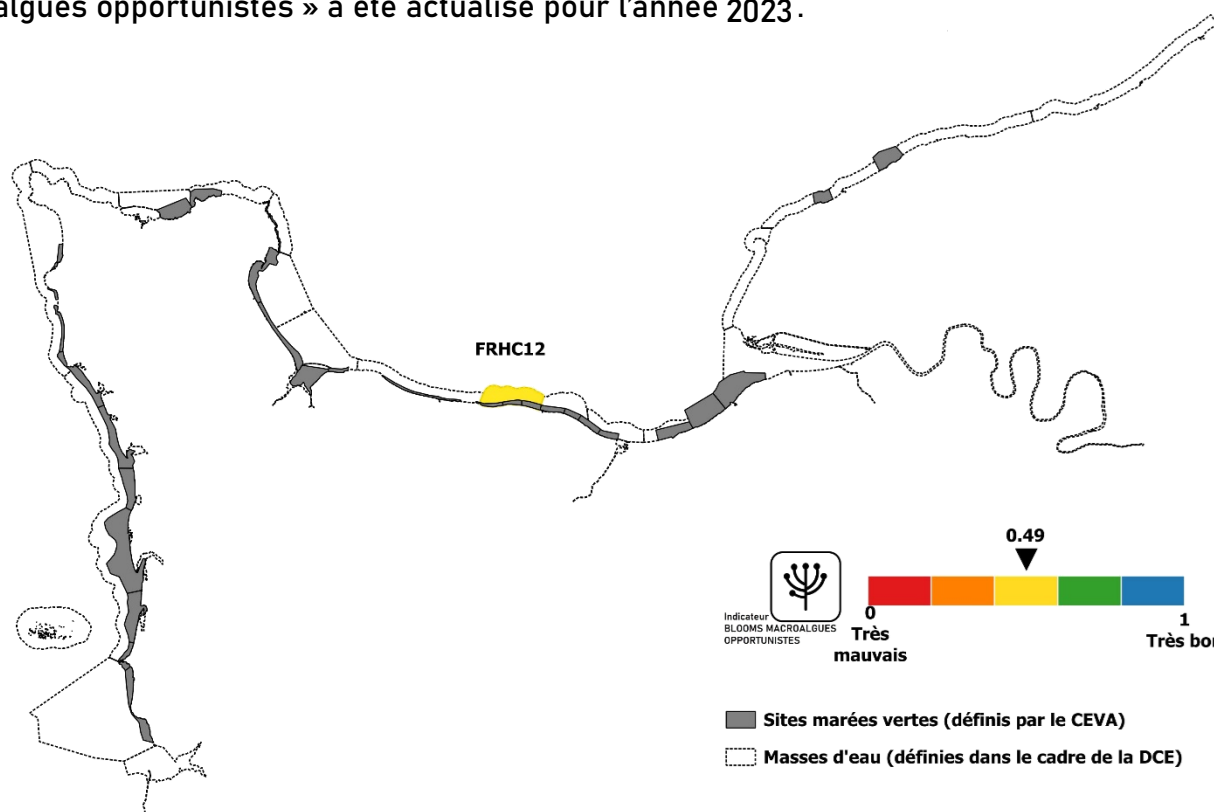 algues opportunistes » a été actualisé pour l'année 2023.
FRHC12
0.49
Indicateur
BLOOMS MACROALGUES
OPPORTUNISTES
0
Très
mauvais
1
Très bon
Sites marées vertes (définis par le CEVA)
Masses d'eau (définies dans le cadre de la DCE)